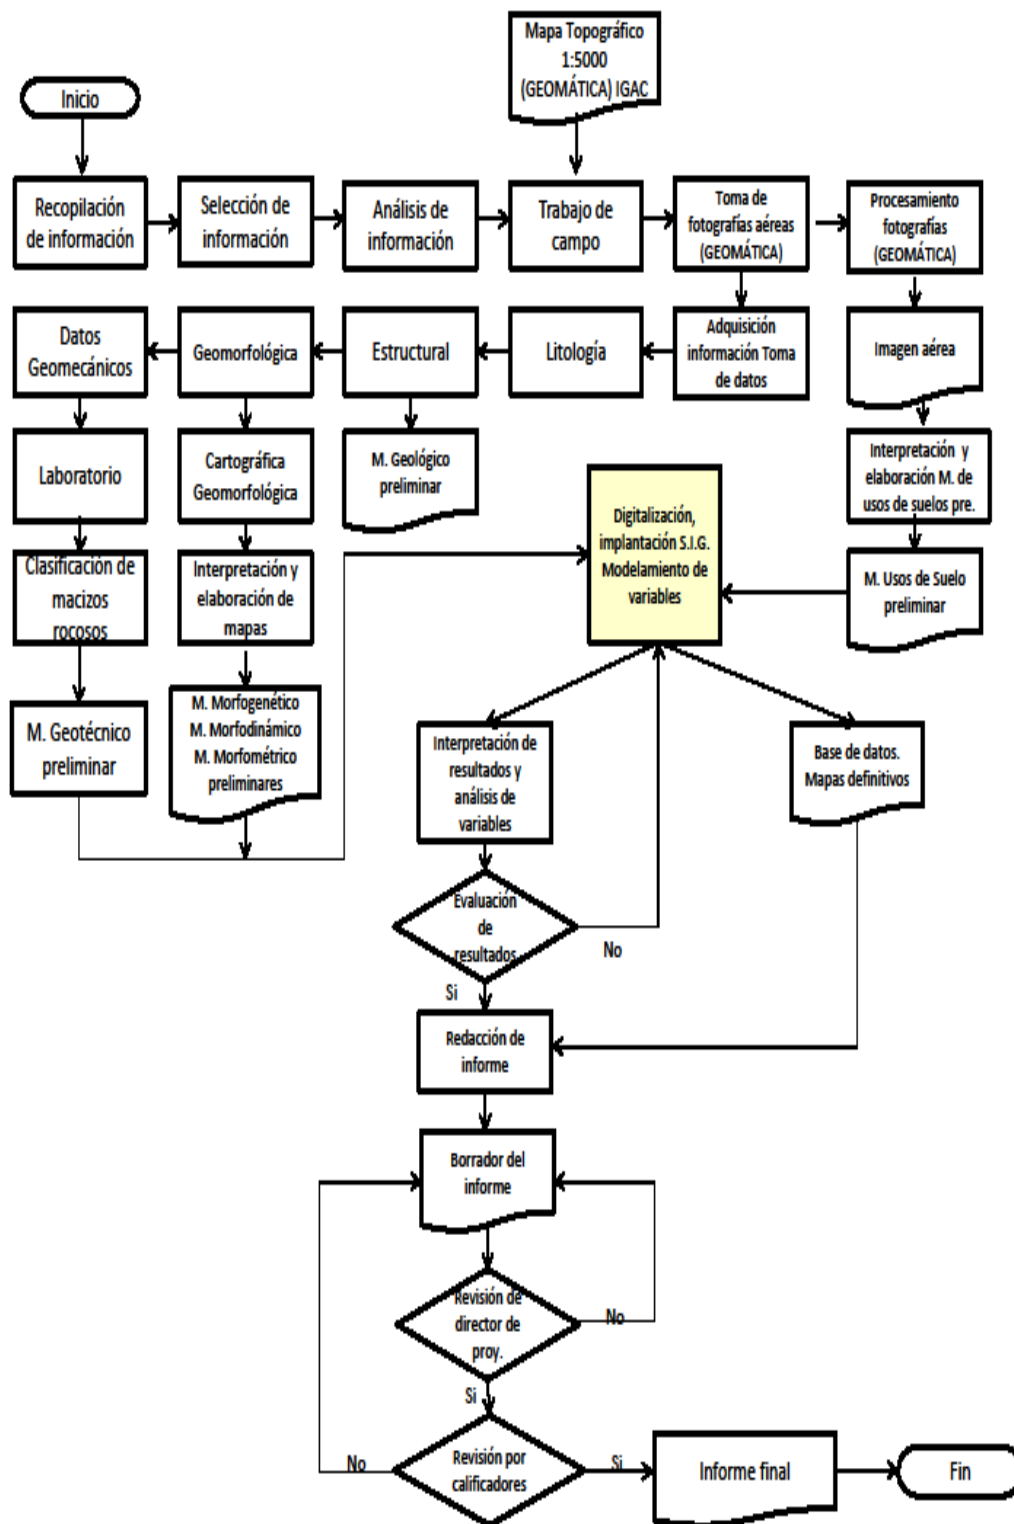 Mapa Topográfico
1:5000
(GEOMÁTICA) IGAC
Inicio
Recopilación
de información
Selección de
información
Análisis de
información
Trabajo de
campo
Toma de
fotografías aéreas
(GEOMÁTICA)
Procesamiento
fotografías
(GEOMÁTICA)
Datos
Geomecánicos
Geomorfológica
Estructural
Litología
Adquisición
información Toma
de datos
Imagen aérea
Laboratorio
Cartográfica
Geomorfológica
M. Geológico
preliminar
Digitalización,
implantación S.I.G.
Modelamiento de
variables
Interpretación y
elaboración M. de
usos de suelos pre.
Clasificación de
macizos
rocosos
Interpretación y
elaboración de
mapas
M. Usos de Suelo
preliminar
M. Geotécnico
preliminar
M. Morfogenético
M. Morfodinámico
M. Morfométrico
preliminares
Interpretación de
resultados y
análisis de
variables
Base de datos.
Mapas definitivos
Evaluación
de
resultados
No
Si
Redacción de
informe
Borrador del
informe
Revisión de
director de
proy.
No
Si
Revisión por
calificadores
No
Si
Informe final
Fin